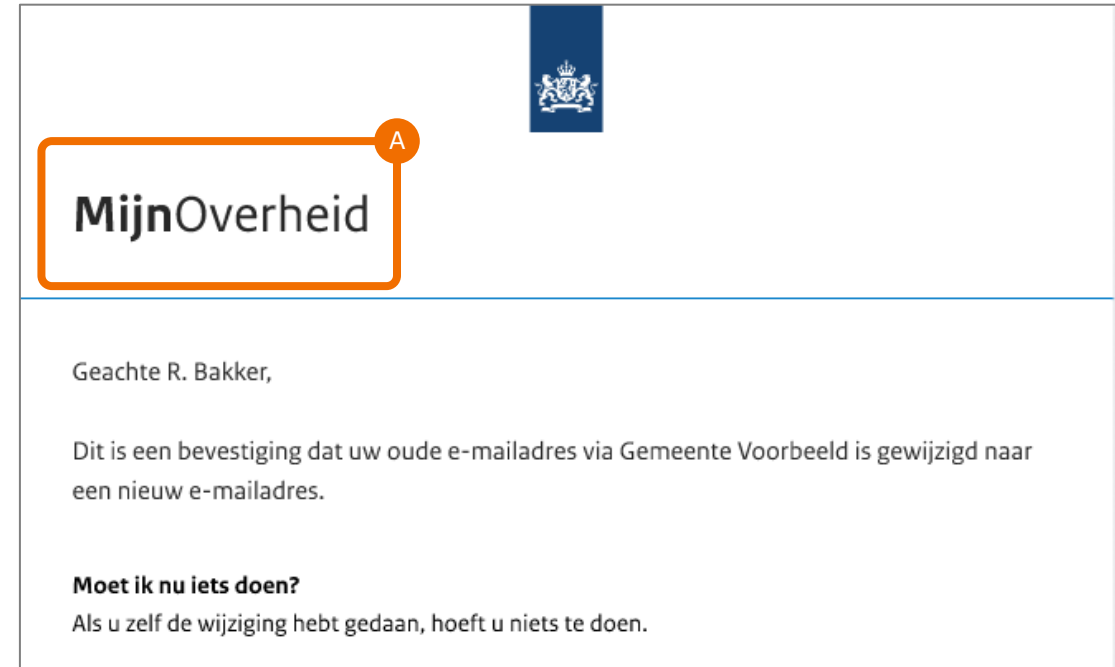 A
MijnOverheid
Geachte R. Bakker,
Dit is een bevestiging dat uw oude e-mailadres via Gemeente Voorbeeld is gewijzigd naar
een nieuw e-mailadres.
Moet ik nu iets doen?
Als u zelf de wijziging hebt gedaan, hoeft u niets te doen.